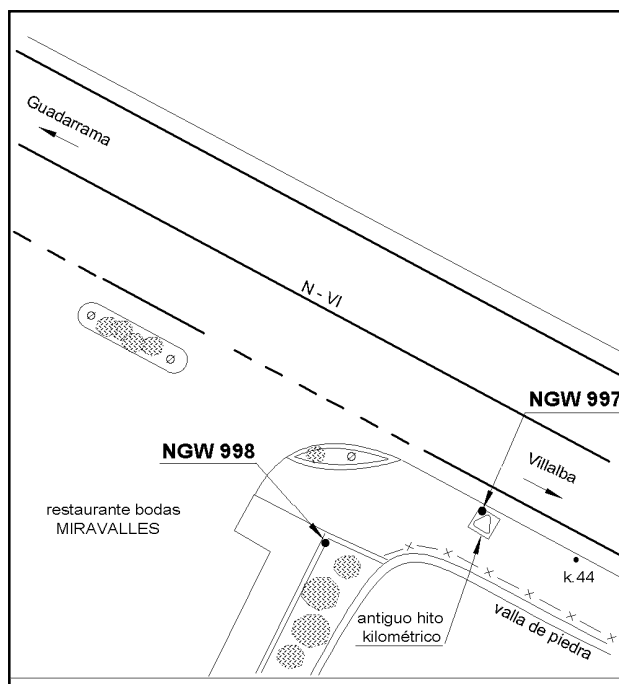 Guadarrama
N - VI
NGW 997
NGW 998
Villalba
restaurante bodas
MIRAVALLES
k.44
antiguo hito
kilométrico
valla de piedra